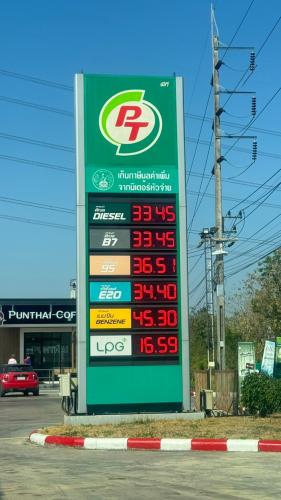 PT
เก็บภาษีมูลค่าเพิ่ม
จากมิเตอร์หัวจ่าย
DIESEL 33.45
B7 33.45
95 36.51
E20 34.40
เบนซิน
BENZENE 45.30
LPG 16.59
PUNTHAI COF